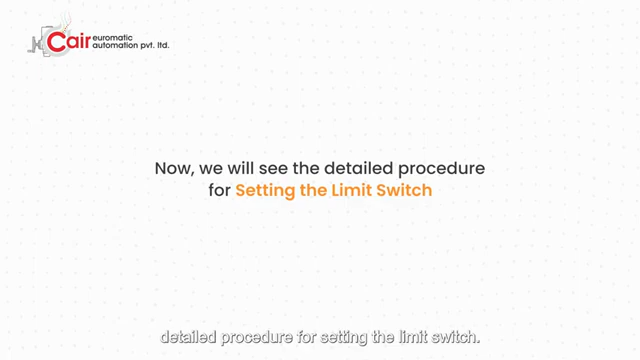 Cair euromatic
automation pvt. ltd.
Now, we will see the detailed procedure
for Setting the Limit Switch
detailed procedure for setting the limit switch.